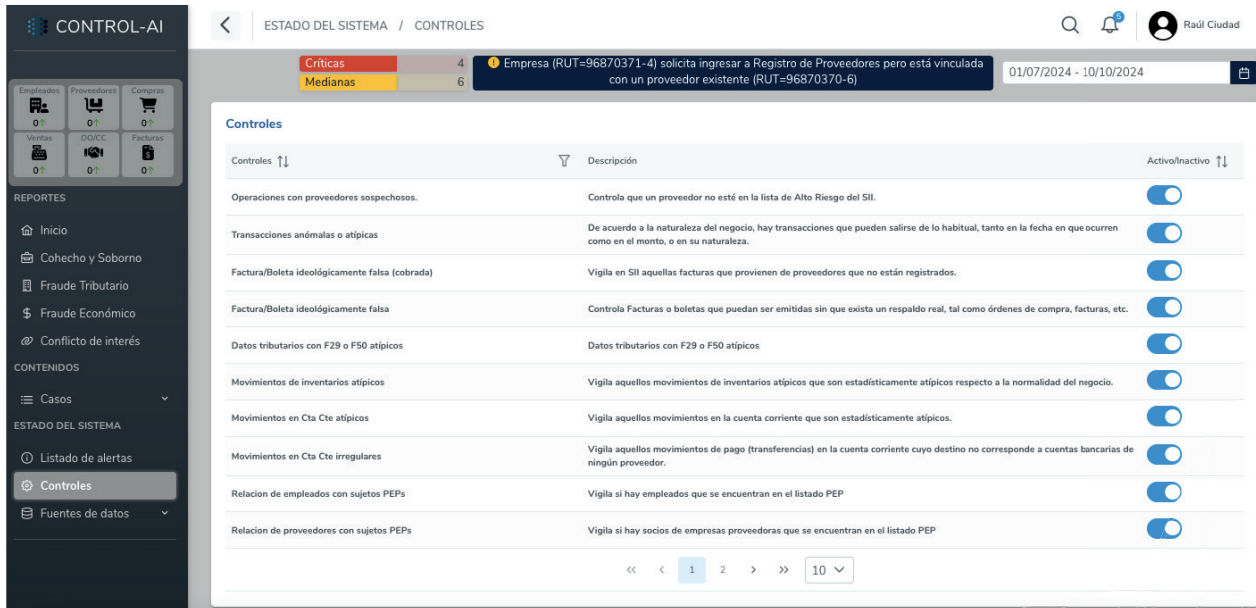 CONTROL-AI
ESTADO DEL SISTEMA / CONTROLES
5
Raúl Ciudad
Críticas 4
Medianas 6
Empresa (RUT=96870371-4) solicita ingresar a Registro de Proveedores pero está vinculada
con un proveedor existente (RUT=96870370-6)
01/07/2024 - 10/10/2024
Empleados Proveedores Compras
0↑ 0↑ 0↑
Ventas OO/CC Facturas
0↑ 0↑ 0↑
REPORTES
Inicio
Cohecho y Soborno
Fraude Tributario
Fraude Económico
Conflicto de interés
CONTENIDOS
Casos
ESTADO DEL SISTEMA
Listado de alertas
Controles
Fuentes de datos
Controles
Controles Descripción Activo/Inactivo
Operaciones con proveedores sospechosos. Controla que un proveedor no esté en la lista de Alto Riesgo del SII.
Transacciones anómalas o atípicas De acuerdo a la naturaleza del negocio, hay transacciones que pueden salirse de lo habitual, tanto en la fecha en que ocurren
como en el monto, o en su naturaleza.
Factura/Boleta ideológicamente falsa (cobrada) Vigila en SII aquellas facturas que provienen de proveedores que no están registrados.
Factura/Boleta ideológicamente falsa Controla Facturas o boletas que puedan ser emitidas sin que exista un respaldo real, tal como órdenes de compra, facturas, etc.
Datos tributarios con F29 o F50 atípicos Datos tributarios con F29 o F50 atípicos
Movimientos de inventarios atípicos Vigila aquellos movimientos de inventarios atípicos que son estadísticamente atípicos respecto a la normalidad del negocio.
Movimientos en Cta Cte atípicos Vigila aquellos movimientos en la cuenta corriente que son estadísticamente atípicos.
Movimientos en Cta Cte irregulares Vigila aquellos movimientos de pago (transferencias) en la cuenta corriente cuyo destino no corresponde a cuentas bancarias de
ningún proveedor.
Relacion de empleados con sujetos PEPs Vigila si hay empleados que se encuentran en el listado PEP
Relacion de proveedores con sujetos PEPs Vigila si hay socios de empresas proveedoras que se encuentran en el listado PEP
<< < 1 2 > >> 10